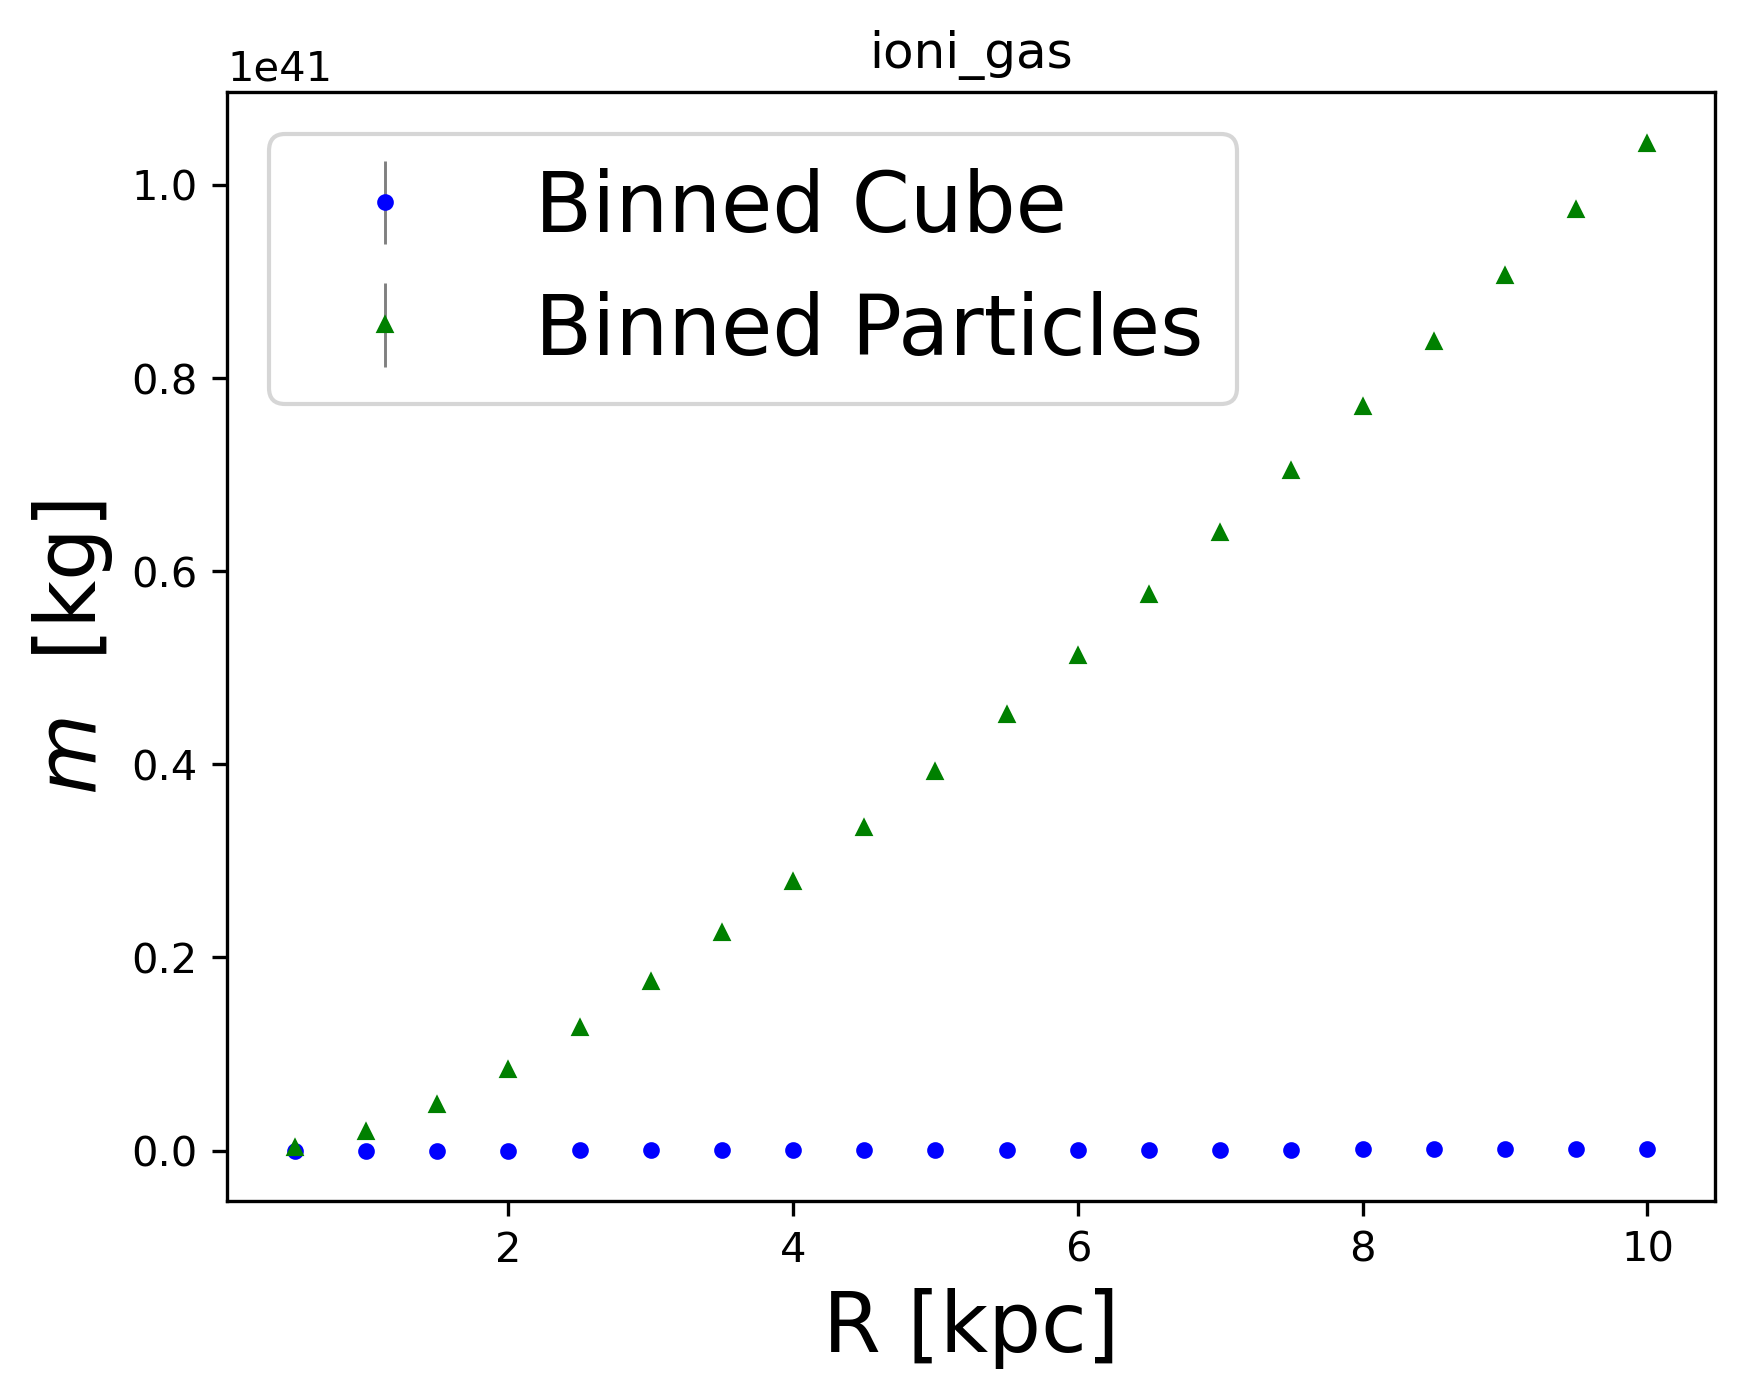 ioni_gas
1e41
Binned Cube
Binned Particles
1.0
0.8
0.6
0.4
0.2
0.0
m [kg]
2 4 6 8 10
R [kpc]